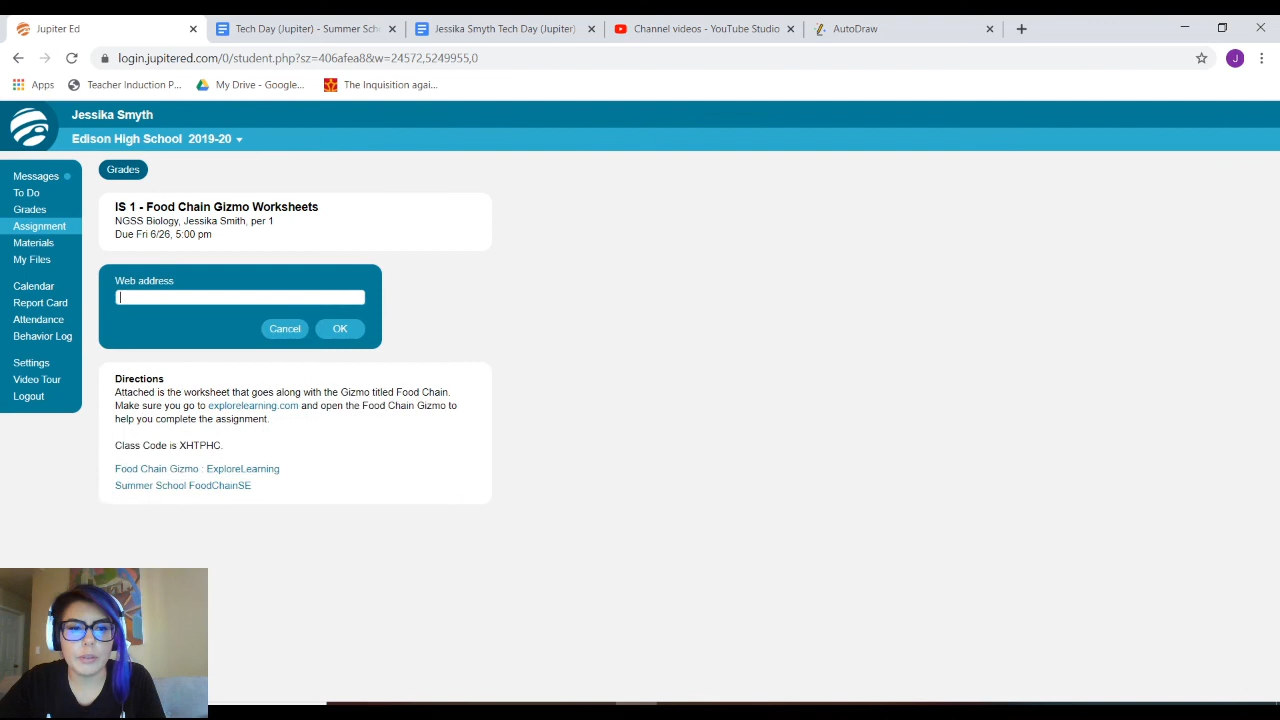 Jupiter Ed
Tech Day (Jupiter) - Summer Sch
Jessika Smyth Tech Day (Jupiter)
Channel videos - YouTube Studio
AutoDraw
login.jupitered.com/0/student.php?sz=406afea88&w=24572,5249955,0
J
Apps
Teacher Induction P...
My Drive - Google...
The Inquisition agai...
Jessika Smyth
Edison High School 2019-20
Messages
To Do
Grades
Assignment
Materials
My Files
Calendar
Report Card
Attendance
Behavior Log
Settings
Video Tour
Logout
Grades
IS 1 - Food Chain Gizmo Worksheets
NGSS Biology, Jessika Smith, per 1
Due Fri 6/26, 5:00 pm
Web address
Cancel
OK
Directions
Attached is the worksheet that goes along with the Gizmo titled Food Chain.
Make sure you go to explorelearning.com and open the Food Chain Gizmo to
help you complete the assignment.
Class Code is XHTPHC.
Food Chain Gizmo : ExploreLearning
Summer School FoodChainSE